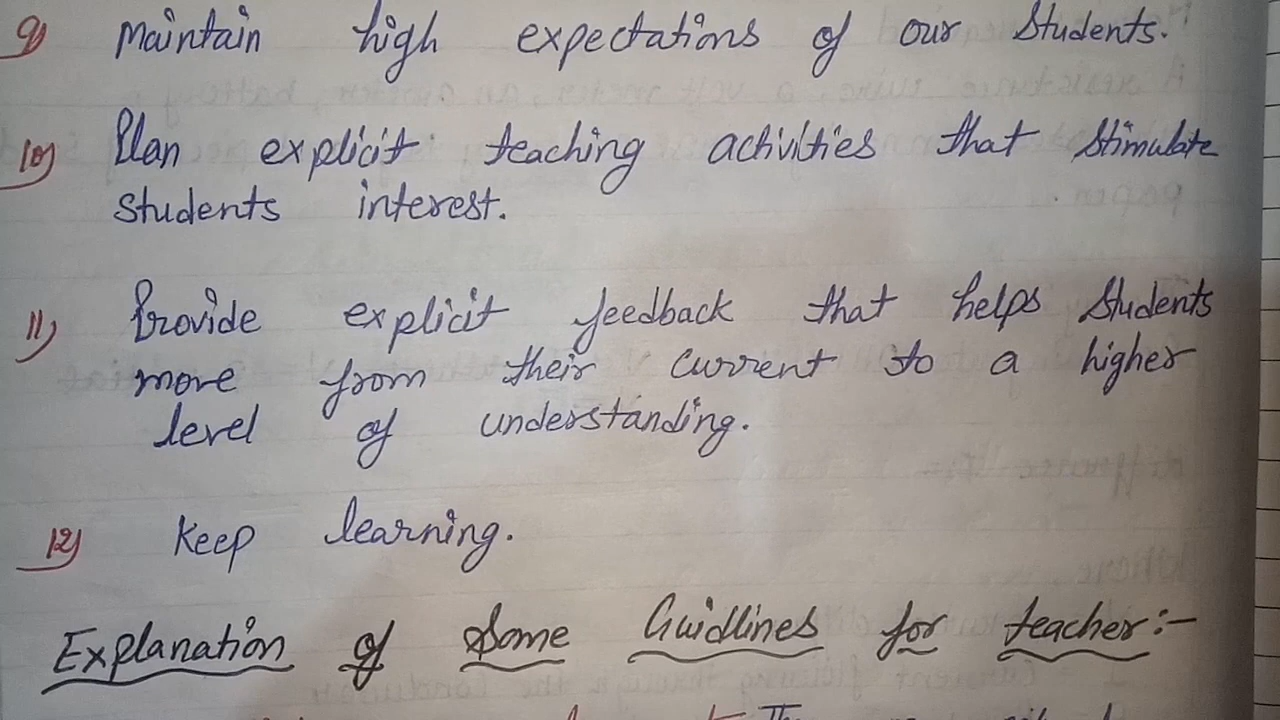 9) Maintain high expectations of our Students.
10) Plan explicit teaching activities that Stimulate
students interest.
11) Provide explicit feedback that helps Students
more from their current to a higher
level of understanding.
12) Keep learning.
Explanation of Some Guidlines for teacher:-